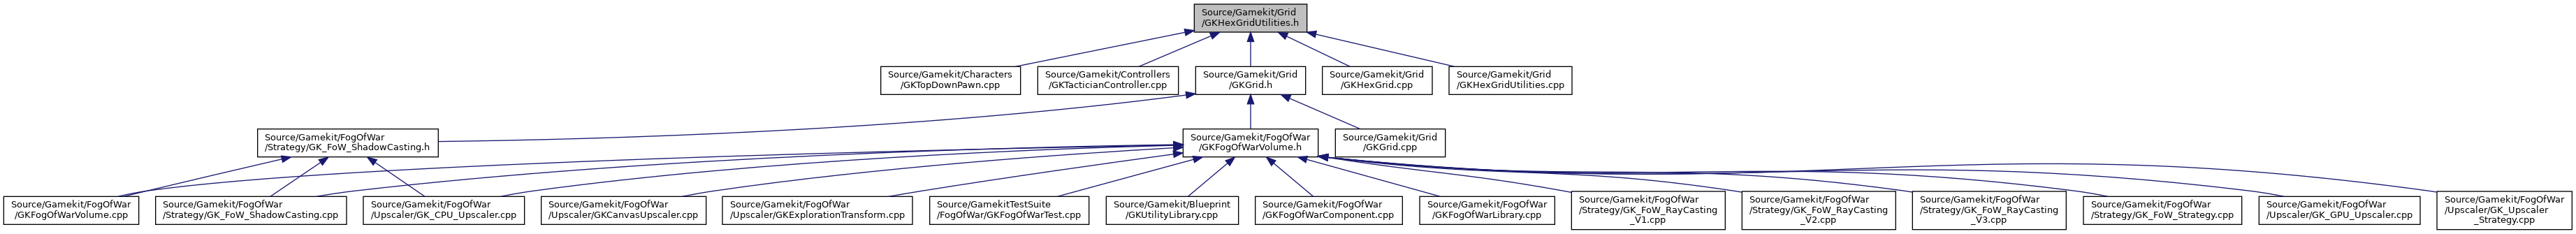 Source/Gamekit/Grid
/GKHexGridUtilities.h
Source/Gamekit/Characters
/GKTopDownPawn.cpp
Source/Gamekit/Controllers
/GKTacticianController.cpp
Source/Gamekit/Grid
/GKGrid.h
Source/Gamekit/Grid
/GKHexGrid.cpp
Source/Gamekit/Grid
/GKHexGridUtilities.cpp
Source/Gamekit/FogOfWar
/Strategy/GK_FoW_ShadowCasting.h
Source/Gamekit/FogOfWar
/GKFogOfWarVolume.h
Source/Gamekit/Grid
/GKGrid.cpp
Source/Gamekit/FogOfWar
/GKFogOfWarVolume.cpp
Source/Gamekit/FogOfWar
/Strategy/GK_FoW_ShadowCasting.cpp
Source/Gamekit/FogOfWar
/Upscaler/GK_CPU_Upscaler.cpp
Source/Gamekit/FogOfWar
/Upscaler/GKCanvasUpscaler.cpp
Source/Gamekit/FogOfWar
/Upscaler/GKExplorationTransform.cpp
Source/GamekitTestSuite
/FogOfWar/GKFogOfWarTest.cpp
Source/Gamekit/Blueprint
/GKUtilityLibrary.cpp
Source/Gamekit/FogOfWar
/GKFogOfWarComponent.cpp
Source/Gamekit/FogOfWar
/GKFogOfWarLibrary.cpp
Source/Gamekit/FogOfWar
/Strategy/GK_FoW_RayCasting
_V1.cpp
Source/Gamekit/FogOfWar
/Strategy/GK_FoW_RayCasting
_V2.cpp
Source/Gamekit/FogOfWar
/Strategy/GK_FoW_RayCasting
_V3.cpp
Source/Gamekit/FogOfWar
/Strategy/GK_FoW_Strategy.cpp
Source/Gamekit/FogOfWar
/Upscaler/GK_GPU_Upscaler.cpp
Source/Gamekit/FogOfWar
/Upscaler/GK_Upscaler
_Strategy.cpp